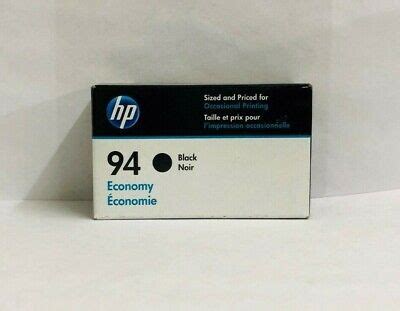 hp
Sized and Priced for
Occasional Printing
Taille et prix pour
l'impression occasionnelle
94
Black
Noir
Economy
Économie